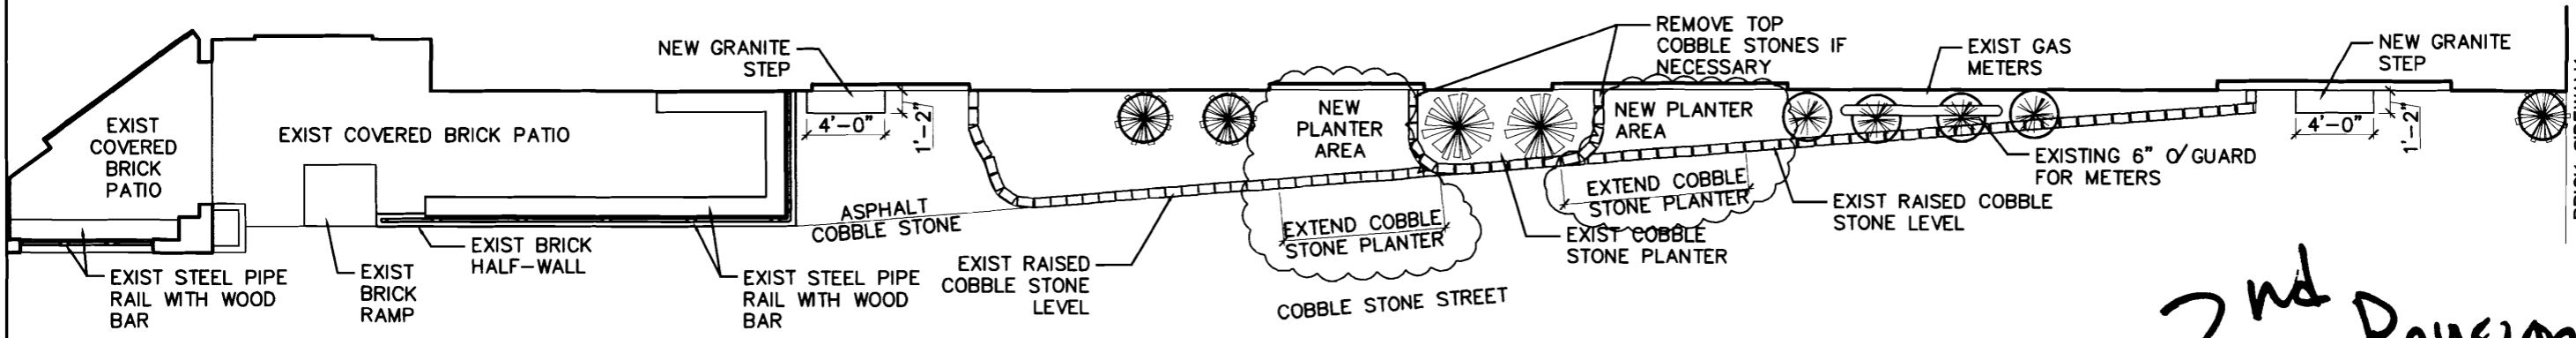 EXIST
COVERED
BRICK
PATIO
EXIST COVERED BRICK PATIO
NEW GRANITE
STEP
4'-0"
1'-2"
ASPHALT
COBBLE STONE
EXIST STEEL PIPE
RAIL WITH WOOD
BAR
EXIST
BRICK
RAMP
EXIST BRICK
HALF-WALL
EXIST STEEL PIPE
RAIL WITH WOOD
BAR
EXIST RAISED
COBBLE STONE
LEVEL
NEW
PLANTER
AREA
EXTEND COBBLE
STONE PLANTER
COBBLE STONE STREET
REMOVE TOP
COBBLE STONES IF
NECESSARY
NEW PLANTER
AREA
EXTEND COBBLE
STONE PLANTER
EXIST COBBLE
STONE PLANTER
EXIST GAS
METERS
EXISTING 6" O/GUARD
FOR METERS
EXIST RAISED COBBLE
STONE LEVEL
NEW GRANITE
STEP
4'-0"
1'-2"
2nd